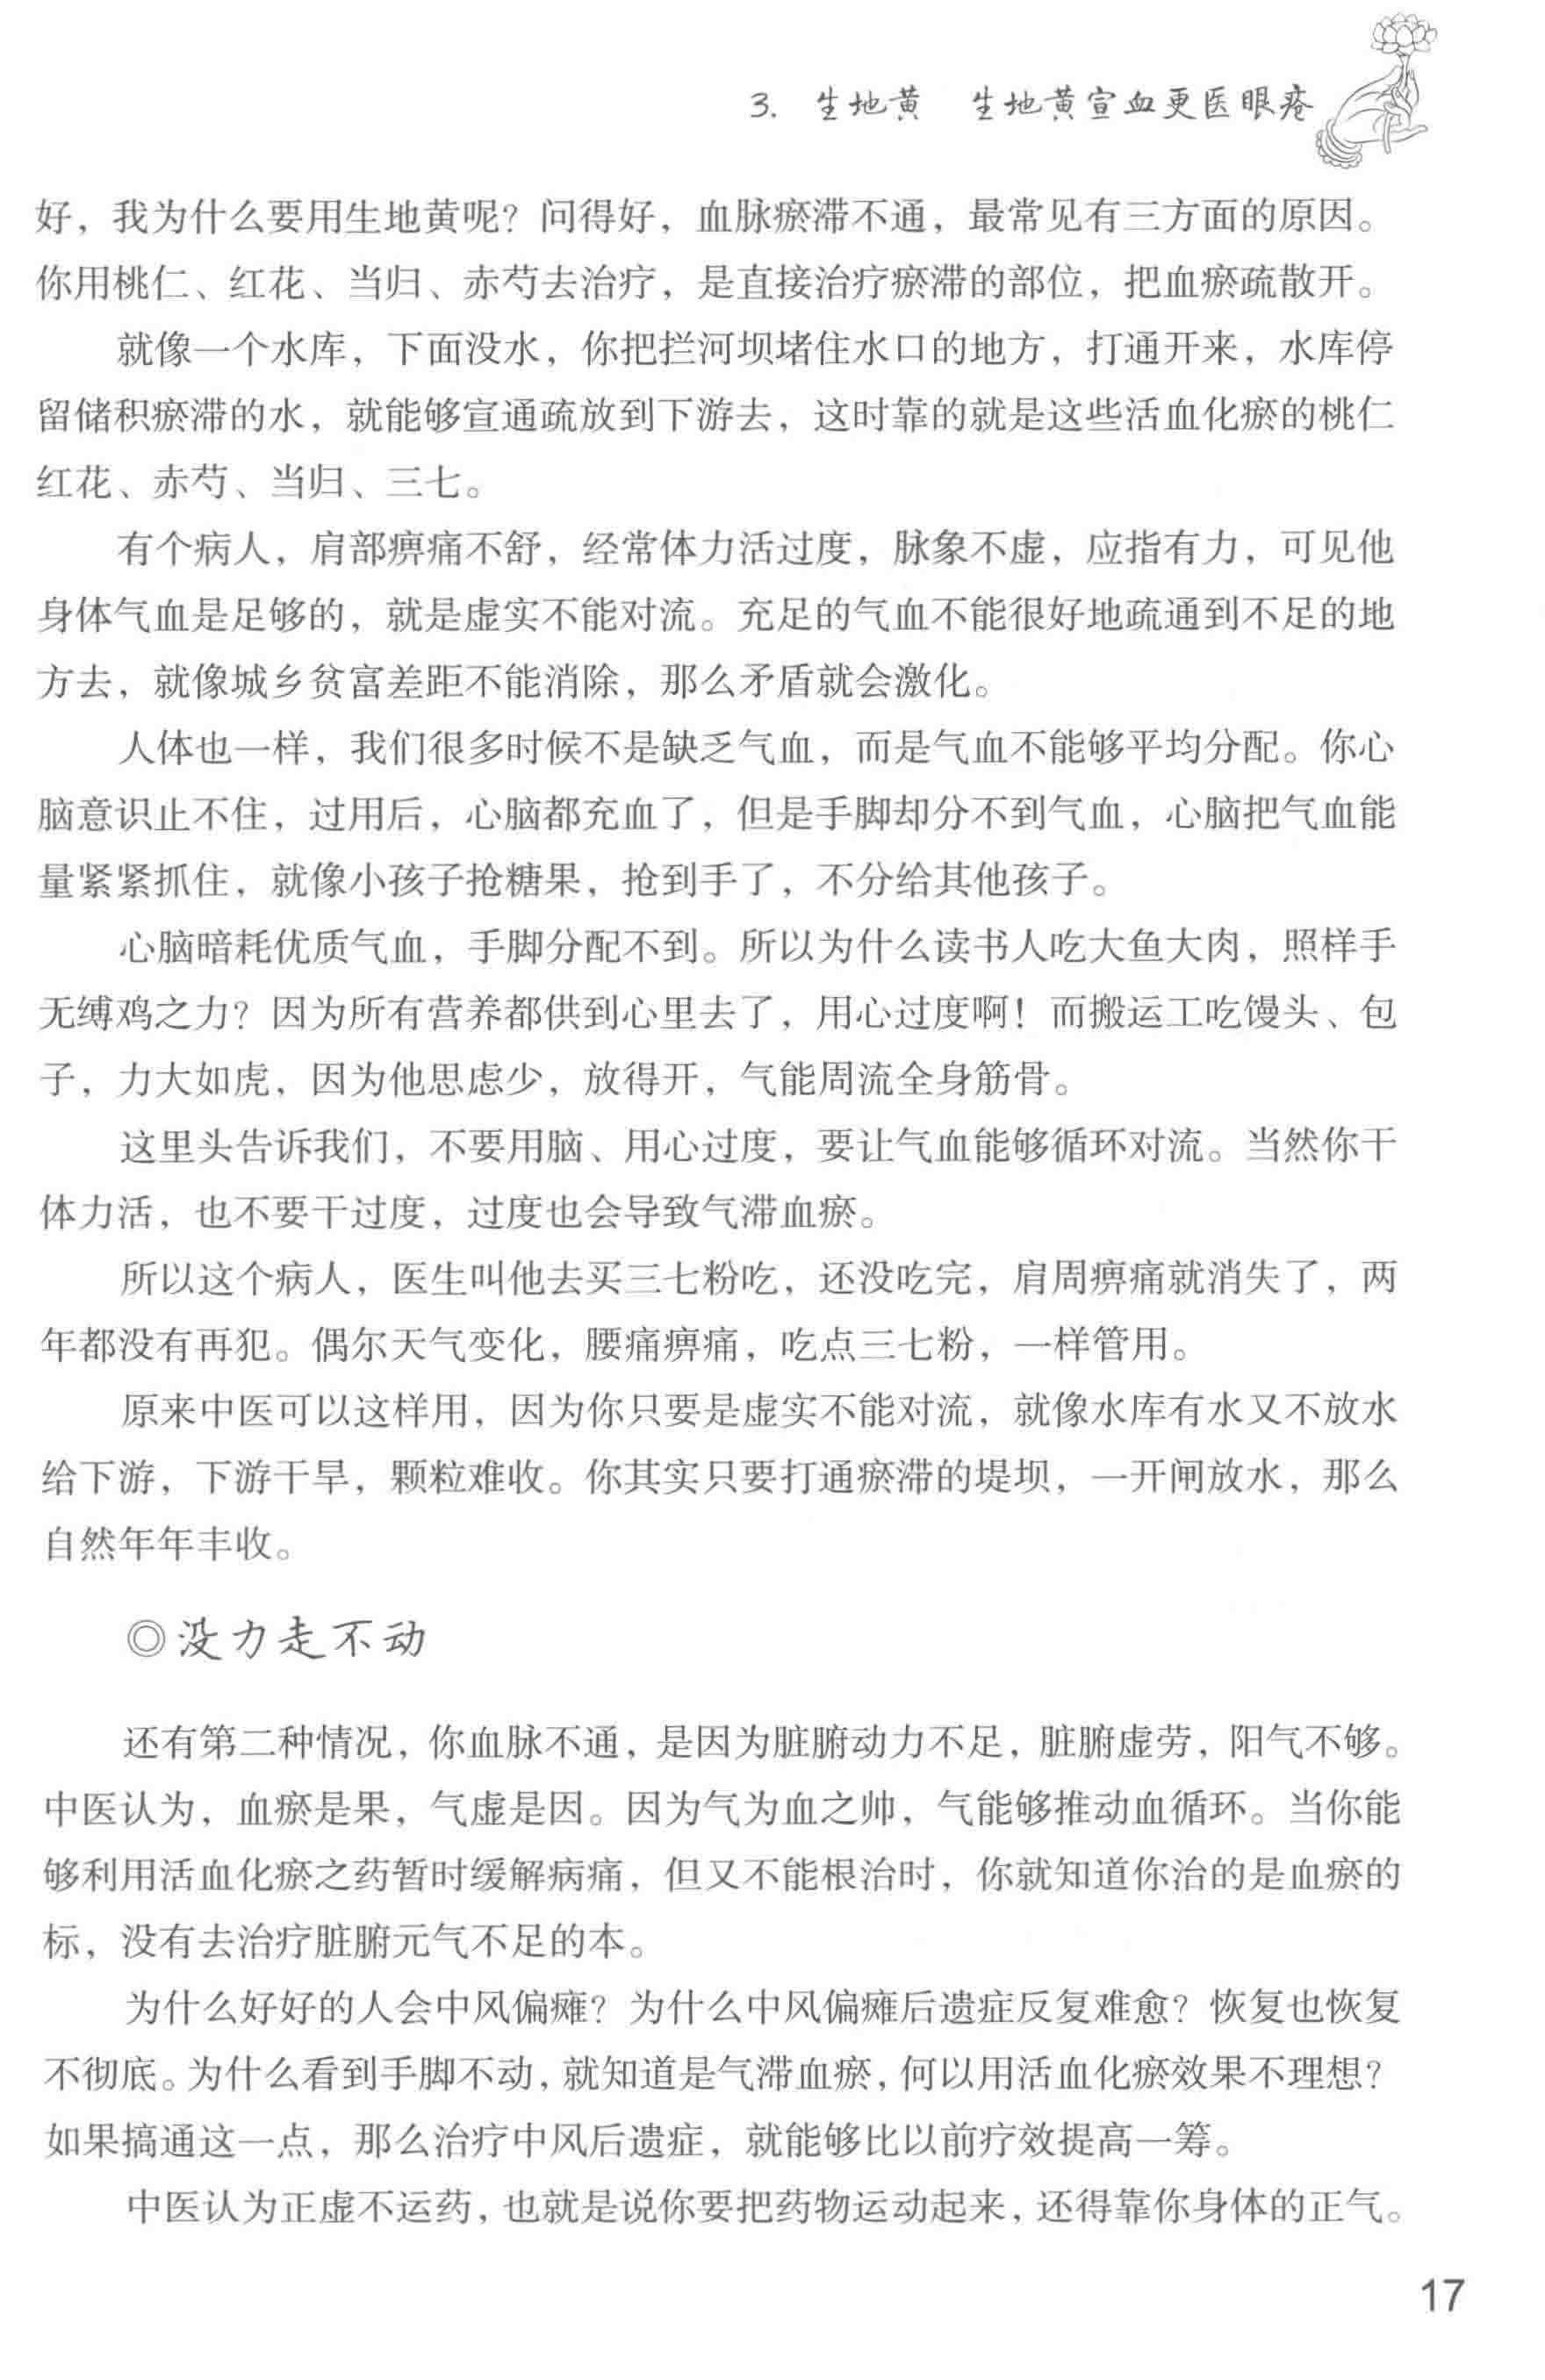 3. 生地黄　生地黄宣血更医眼疮
好，我为什么要用生地黄呢？问得好，血脉瘀滞不通，最常见有三方面的原因。
你用桃仁、红花、当归、赤芍去治疗，是直接治疗瘀滞的部位，把血瘀疏散开。
就像一个水库，下面没水，你把拦河坝堵住水口的地方，打通开来，水库停
留储积瘀滞的水，就能够宣通疏放到下游去，这时靠的就是这些活血化瘀的桃仁
红花、赤芍、当归、三七。
有个病人，肩部痹痛不舒，经常体力活过度，脉象不虚，应指有力，可见他
身体气血是足够的，就是虚实不能对流。充足的气血不能很好地疏通到不足的地
方去，就像城乡贫富差距不能消除，那么矛盾就会激化。
人体也一样，我们很多时候不是缺乏气血，而是气血不能够平均分配。你心
脑意识止不住，过用后，心脑都充血了，但是手脚却分不到气血，心脑把气血能
量紧紧抓住，就像小孩子抢糖果，抢到手了，不分给其他孩子。
心脑暗耗优质气血，手脚分配不到。所以为什么读书人吃大鱼大肉，照样手
无缚鸡之力？因为所有营养都供到心里去了，用心过度啊！而搬运工吃馒头、包
子，力大如虎，因为他思虑少，放得开，气能周流全身筋骨。
这里头告诉我们，不要用脑、用心过度，要让气血能够循环对流。当然你干
体力活，也不要干过度，过度也会导致气滞血瘀。
所以这个病人，医生叫他去买三七粉吃，还没吃完，肩周痹痛就消失了，两
年都没有再犯。偶尔天气变化，腰痛痹痛，吃点三七粉，一样管用。
原来中医可以这样用，因为你只要是虚实不能对流，就像水库有水又不放水
给下游，下游干旱，颗粒难收。你其实只要打通瘀滞的堤坝，一开闸放水，那么
自然年年丰收。
◎没力走不动
还有第二种情况，你血脉不通，是因为脏腑动力不足，脏腑虚劳，阳气不够。
中医认为，血瘀是果，气虚是因。因为气为血之帅，气能够推动血循环。当你能
够利用活血化瘀之药暂时缓解病痛，但又不能根治时，你就知道你治的是血瘀的
标，没有去治疗脏腑元气不足的本。
为什么好好的人会中风偏瘫？为什么中风偏瘫后遗症反复难愈？恢复也恢复
不彻底。为什么看到手脚不动，就知道是气滞血瘀，何以用活血化瘀效果不理想？
如果搞通这一点，那么治疗中风后遗症，就能够比以前疗效提高一筹。
中医认为正虚不运药，也就是说你要把药物运动起来，还得靠你身体的正气。
17